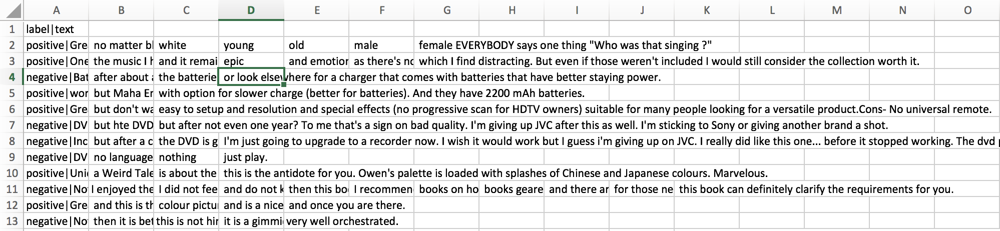 A B C D E F G H I J K L M N O
1 label|text
2 positive|Gre no matter bl white young old male female EVERYBODY says one thing "Who was that singing ?"
3 positive|One the music I h and it remai epic and emotion as there's no which I find distracting. But even if those weren't included I would still consider the collection worth it.
4 negative|Bat after about the batterie or look elsewhere for a charger that comes with batteries that have better staying power.
5 positive|wor but Maha En with option for slower charge (better for batteries). And they have 2200 mAh batteries.
6 positive|Grea but don't wa easy to setup and resolution and special effects (no progressive scan for HDTV owners) suitable for many people looking for a versatile product.Cons- No universal remote.
7 negative|DV but hte DVD but after not even one year? To me that's a sign on bad quality. I'm giving up JVC after this as well. I'm sticking to Sony or giving another brand a shot.
8 negative|Inc but after a c the DVD is g I'm just going to upgrade to a recorder now. I wish it would work but I guess i'm giving up on JVC. I really did like this one... before it stopped working. The dvd
9 negative|DV no language nothing just play.
10 positive|Uni a Weird Tale is about the this is the antidote for you. Owen's palette is loaded with splashes of Chinese and Japanese colours. Marvelous.
11 negative|No I enjoyed the I did not fee and do not k then this bo I recommen books on ho books geare and there ar for those ne this book can definitely clarify the requirements for you.
12 positive|Gre and this is th colour pictu and is a nice and once you are there.
13 negative|No then it is bet this is not hin it is a gimmi very well orchestrated.